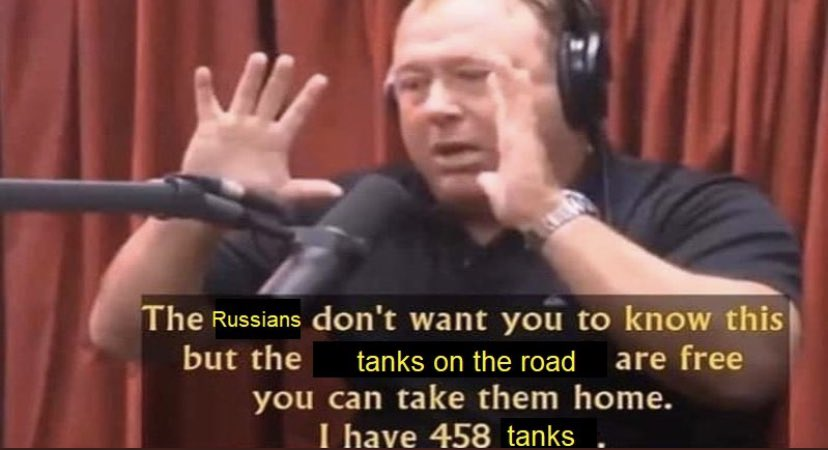 The Russians don't want you to know this
but the tanks on the road are free
you can take them home.
I have 458 tanks.